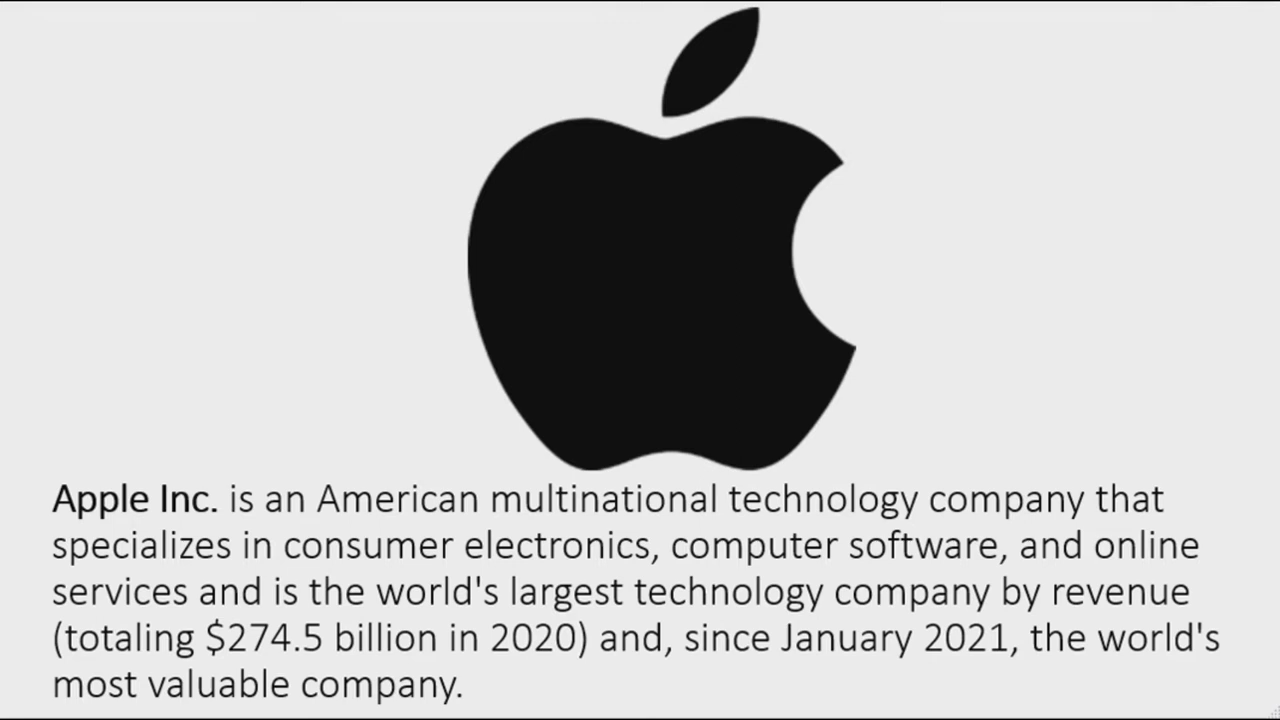 Apple Inc. is an American multinational technology company that
specializes in consumer electronics, computer software, and online
services and is the world's largest technology company by revenue
(totaling $274.5 billion in 2020) and, since January 2021, the world's
most valuable company.